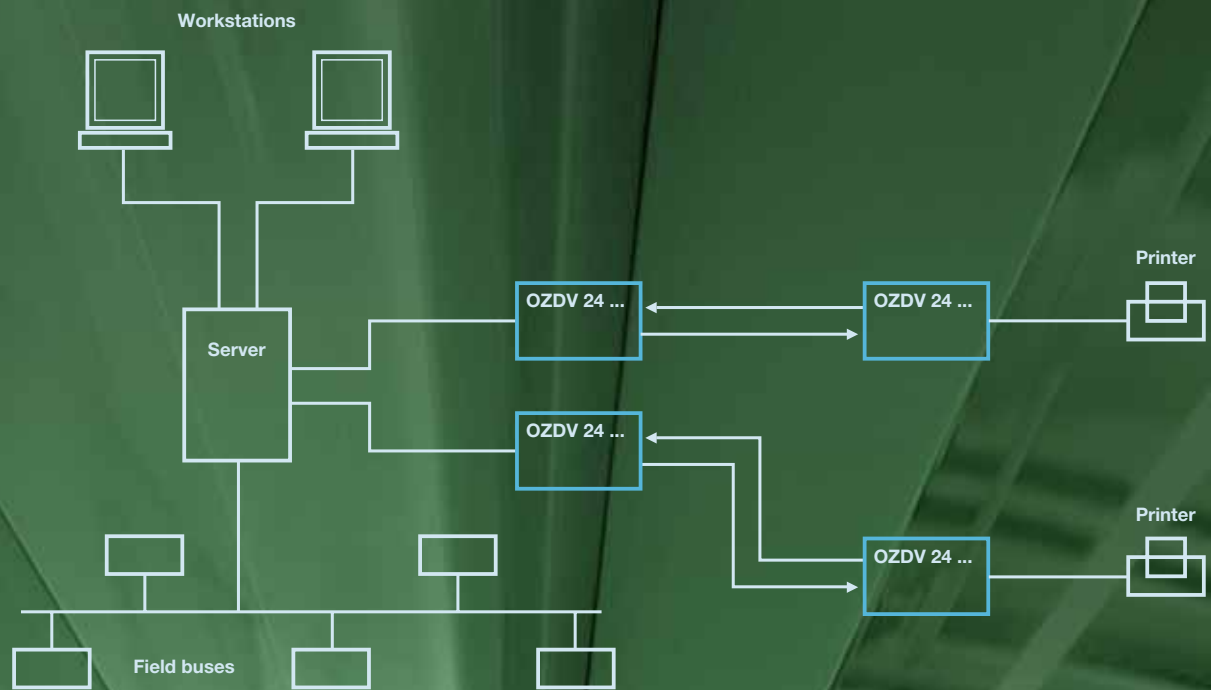 Workstations
Printer
OZDV 24 ...
OZDV 24 ...
Server
OZDV 24 ...
Printer
OZDV 24 ...
Field buses